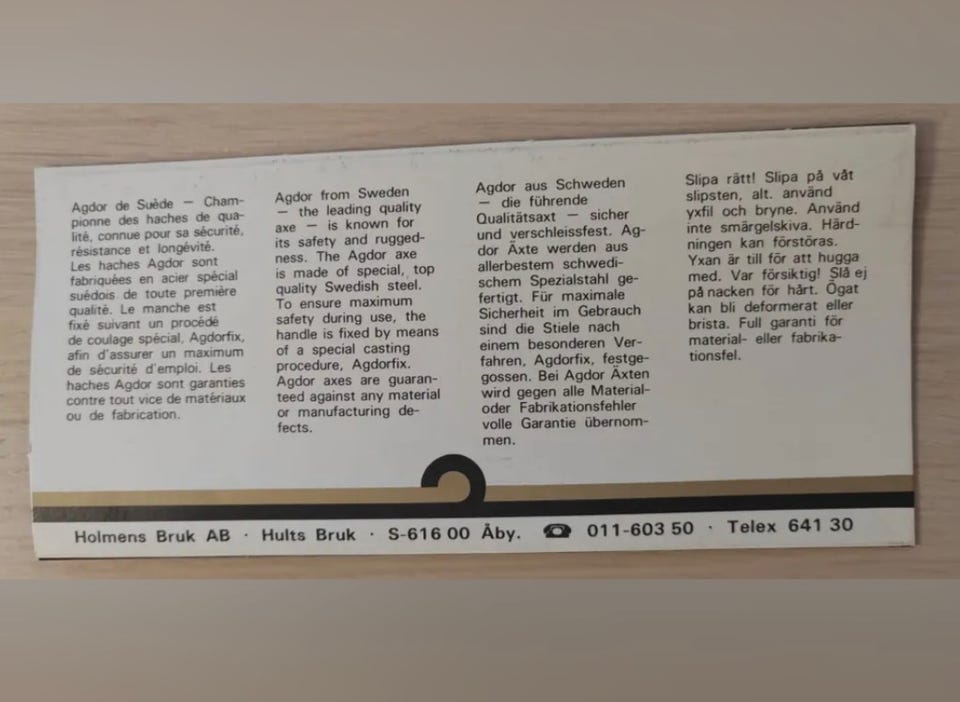 Agdor de Suède — Cham-
pionne des haches de qua-
lité, connue pour sa sécurité,
résistance et longévité.
Les haches Agdor sont
fabriquées en acier spécial
suédois de toute première
qualité. Le manche est
fixé suivant un procédé
de coulage spécial, Agdorfix,
afin d'assurer un maximum
de sécurité d'emploi. Les
haches Agdor sont garanties
contre tout vice de matériaux
ou de fabrication.
Agdor from Sweden
— the leading quality
axe — is known for
its safety and rugged-
ness. The Agdor axe
is made of special, top
quality Swedish steel.
To ensure maximum
safety during use, the
handle is fixed by means
of a special casting
procedure, Agdorfix.
Agdor axes are guaran-
teed against any material
or manufacturing de-
fects.
Agdor aus Schweden
— die führende
Qualitätsaxt — sicher
und verschleissfest. Ag-
dor Äxte werden aus
allerbestem schwedi-
schem Spezialstahl ge-
fertigt. Für maximale
Sicherheit im Gebrauch
sind die Stiele nach
einem besonderen Ver-
fahren, Agdorfix, festge-
gossen. Bei Agdor Äxten
wird gegen alle Material-
oder Fabrikationsfehler
volle Garantie übernom-
men.
Slipa rätt! Slipa på våt
slipsten, alt. använd
yxfil och bryne. Använd
inte smärgelskiva. Härd-
ningen kan förstöras.
Yxan är till för att hugga
med. Var försiktig! Slå ej
på nacken för hårt. Ögat
kan bli deformerat eller
brista. Full garanti för
material- eller fabrika-
tionsfel.
Holmens Bruk AB · Hults Bruk · S-616 00 Åby. ☎ 011-603 50 · Telex 641 30